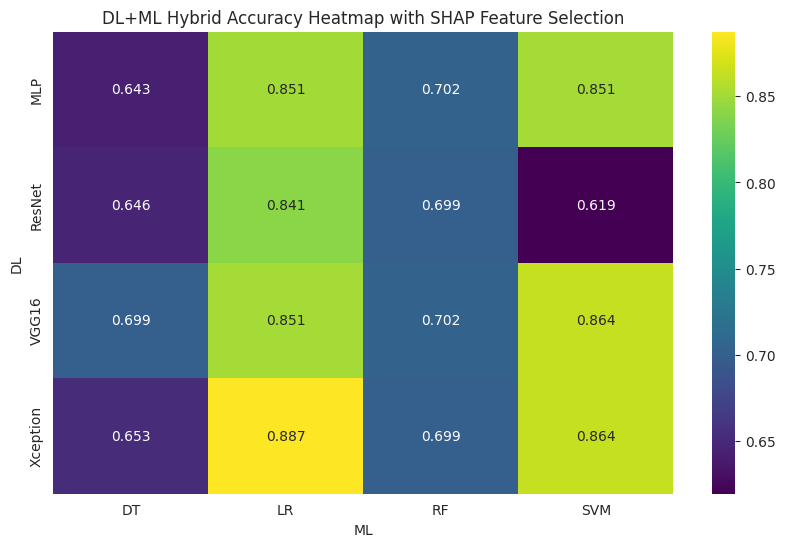 DL+ML Hybrid Accuracy Heatmap with SHAP Feature Selection
MLP 0.643 0.851 0.702 0.851
ResNet 0.646 0.841 0.699 0.619
VGG16 0.699 0.851 0.702 0.864
Xception 0.653 0.887 0.699 0.864
DL
DT LR RF SVM
ML
0.85
0.80
0.75
0.70
0.65